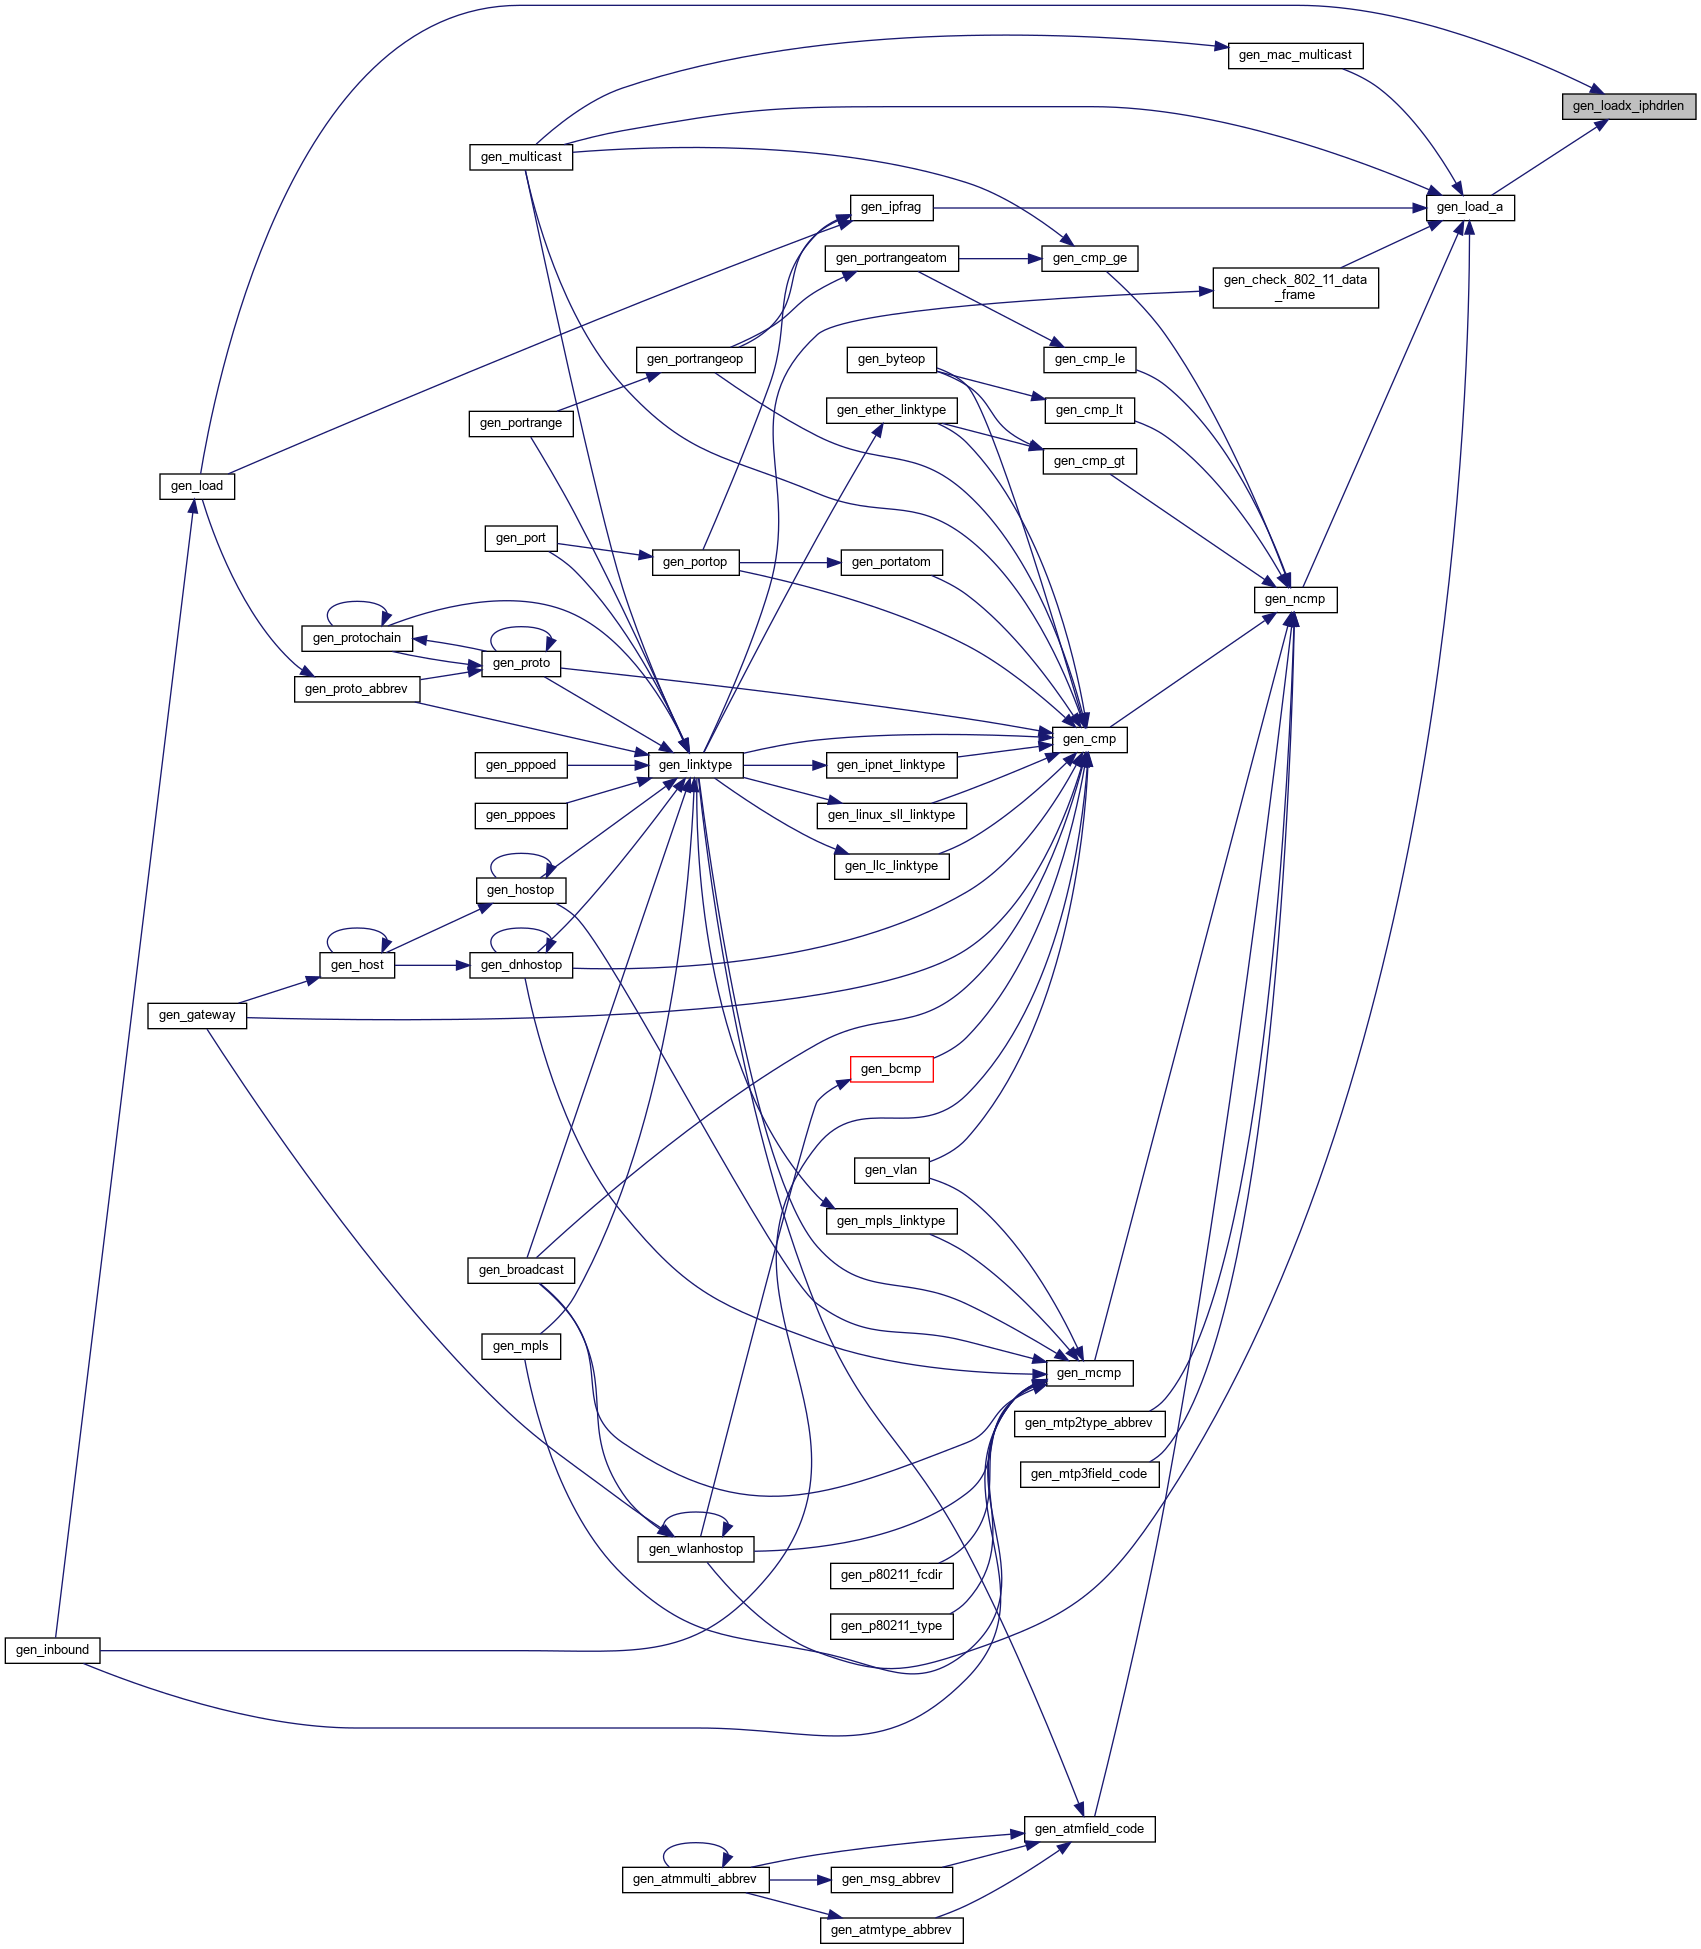 gen_mac_multicast
gen_loadx_iphdrlen
gen_multicast
gen_ipfrag
gen_load_a
gen_portrangeatom
gen_cmp_ge
gen_check_802_11_data
_frame
gen_portrangeop
gen_byteop
gen_cmp_le
gen_ether_linktype
gen_cmp_lt
gen_portrange
gen_cmp_gt
gen_load
gen_port
gen_portop
gen_portatom
gen_ncmp
gen_protochain
gen_proto
gen_proto_abbrev
gen_cmp
gen_pppoed
gen_linktype
gen_ipnet_linktype
gen_pppoes
gen_linux_sll_linktype
gen_llc_linktype
gen_hostop
gen_host
gen_dnhostop
gen_gateway
gen_bcmp
gen_vlan
gen_mpls_linktype
gen_broadcast
gen_mpls
gen_mcmp
gen_mtp2type_abbrev
gen_mtp3field_code
gen_wlanhostop
gen_p80211_fcdir
gen_p80211_type
gen_inbound
gen_atmfield_code
gen_atmmulti_abbrev
gen_msg_abbrev
gen_atmtype_abbrev